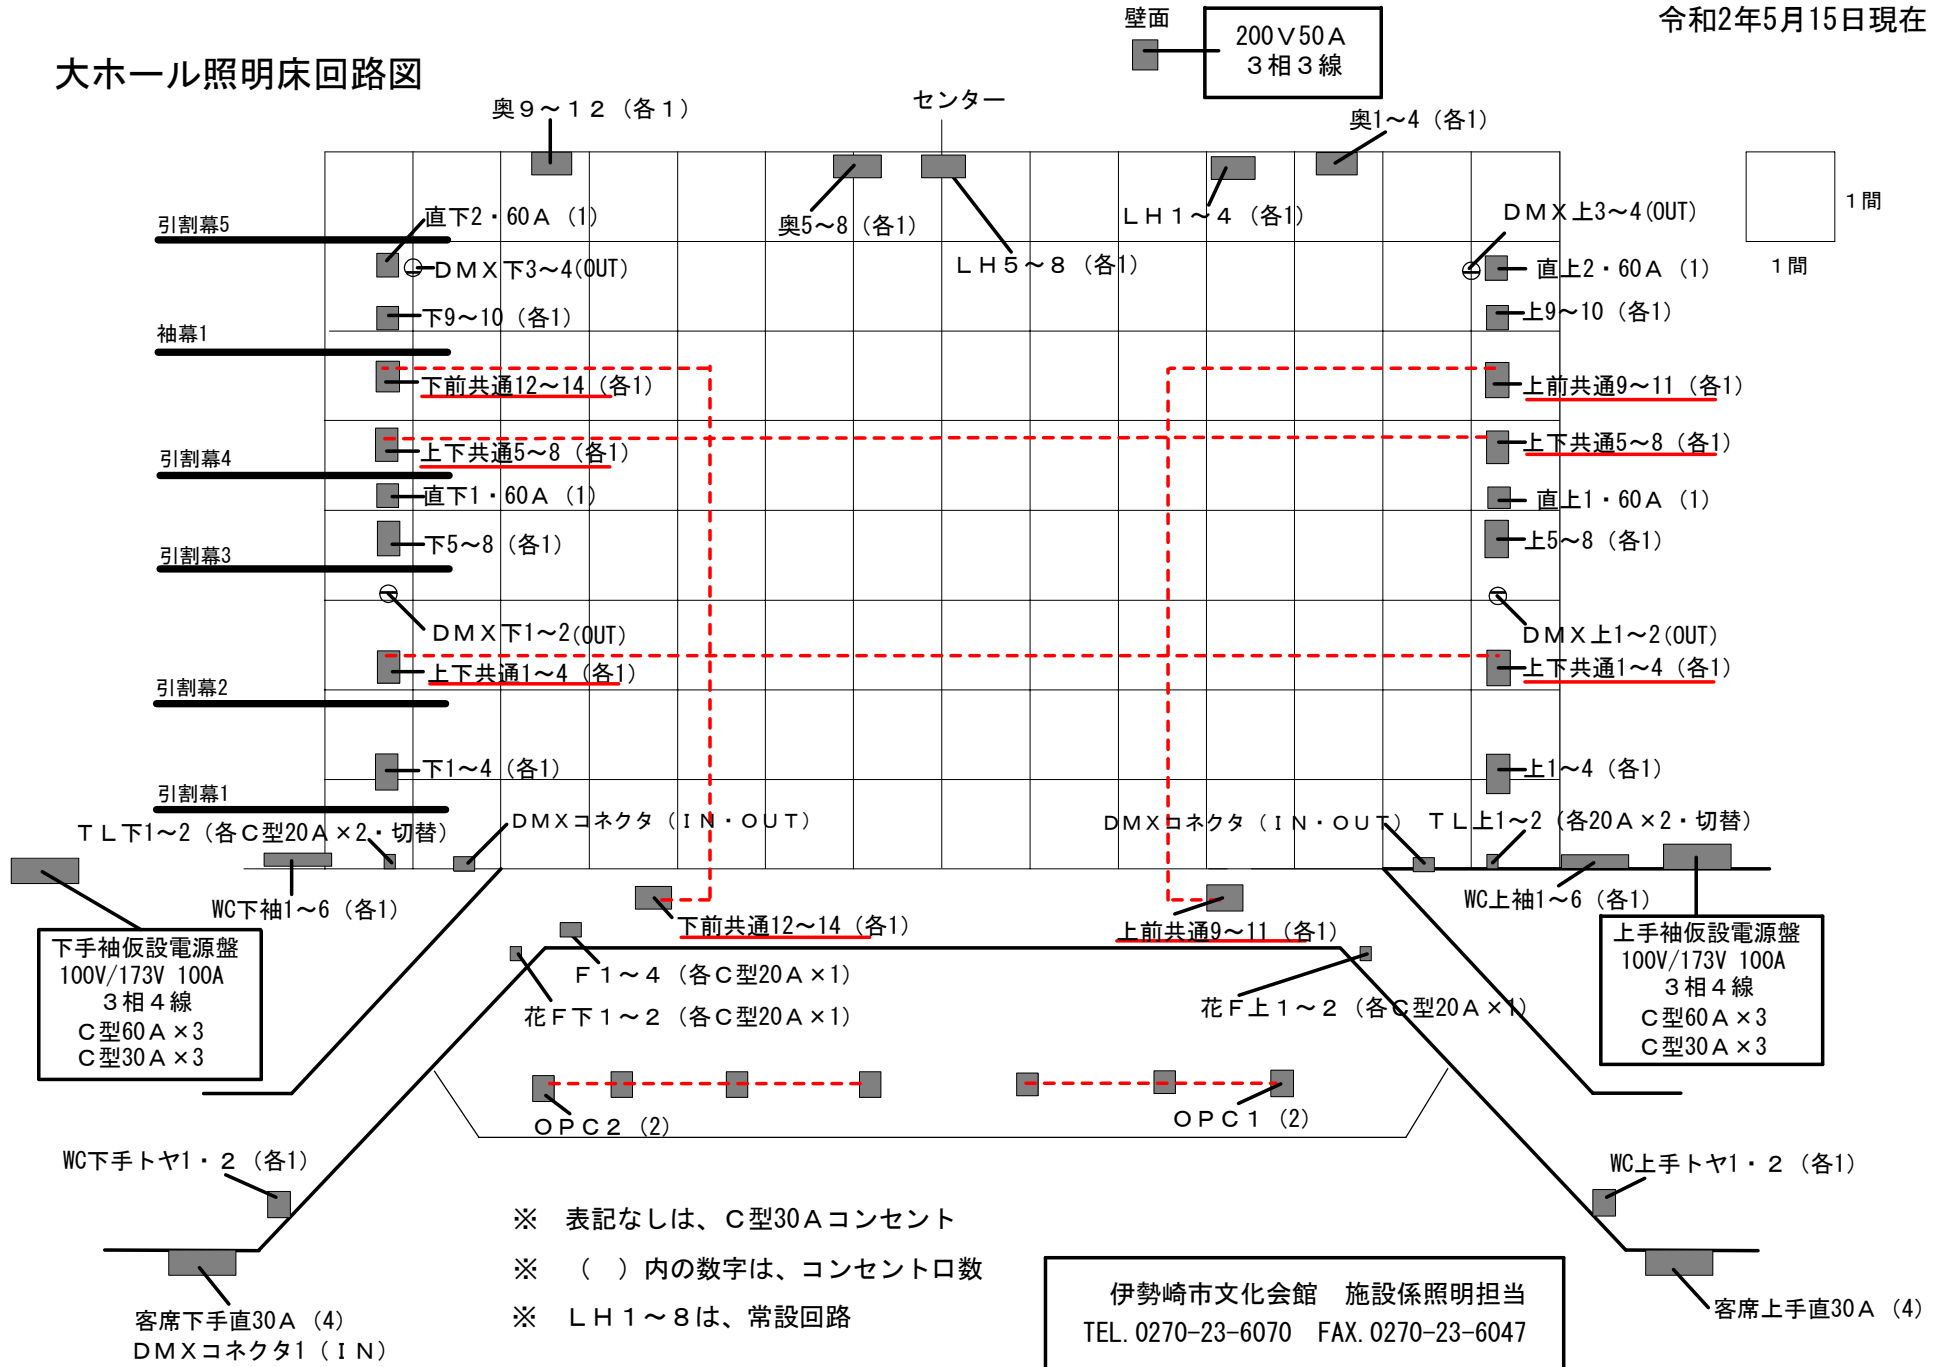 令和2年5月15日現在
壁面
200V50A
3相3線
大ホール照明床回路図
奥9～12（各1）
センター
奥1～4（各1）
引割幕5
直下2・60A（1）
奥5～8（各1）
LH1～4（各1）
DMX上3～4(OUT)
1間
DMX下3～4(OUT)
LH5～8（各1）
直上2・60A（1）
1間
下9～10（各1）
上9～10（各1）
袖幕1
下前共通12～14（各1）
上前共通9～11（各1）
上下共通5～8（各1）
上下共通5～8（各1）
引割幕4
直下1・60A（1）
直上1・60A（1）
下5～8（各1）
上5～8（各1）
引割幕3
DMX下1～2(OUT)
DMX上1～2(OUT)
上下共通1～4（各1）
上下共通1～4（各1）
引割幕2
下1～4（各1）
上1～4（各1）
引割幕1
TL下1～2（各C型20A×2・切替）
DMXコネクタ（IN・OUT）
DMXコネクタ（IN・OUT）
TL上1～2（各20A×2・切替）
WC下袖1～6（各1）
WC上袖1～6（各1）
下前共通12～14（各1）
上前共通9～11（各1）
下手袖仮設電源盤
100V/173V 100A
3相4線
C型60A×3
C型30A×3
上手袖仮設電源盤
100V/173V 100A
3相4線
C型60A×3
C型30A×3
F1～4（各C型20A×1）
花F下1～2（各C型20A×1）
花F上1～2（各C型20A×1）
OPC2（2）
OPC1（2）
WC下手トヤ1・2（各1）
WC上手トヤ1・2（各1）
※　表記なしは、C型30Aコンセント
※　（　）内の数字は、コンセント口数
※　LH1～8は、常設回路
客席下手直30A（4）
DMXコネクタ1（IN）
伊勢崎市文化会館　施設係照明担当
TEL.0270-23-6070　FAX.0270-23-6047
客席上手直30A（4）